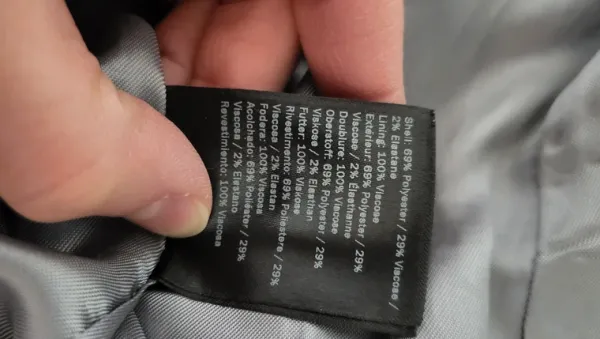 Shell: 69% Polyester / 29% Viscose /
2% Elastane
Lining: 100% Viscose
Extérieur: 69% Polyester / 29%
Viscose / 2% Élasthanne
Doublure: 100% Viscose
Oberstoff: 69% Polyester / 29%
Viskose / 2% Elasthan
Futter: 100% Viskose
Rivestimento: 69% Poliestere / 29%
Viscosa / 2% Elastan
Fodera: 100% Viscosa
Acolchado: 69% Poliéster / 29%
Viscosa / 2% Elastano
Revestimiento: 100% Viscosa